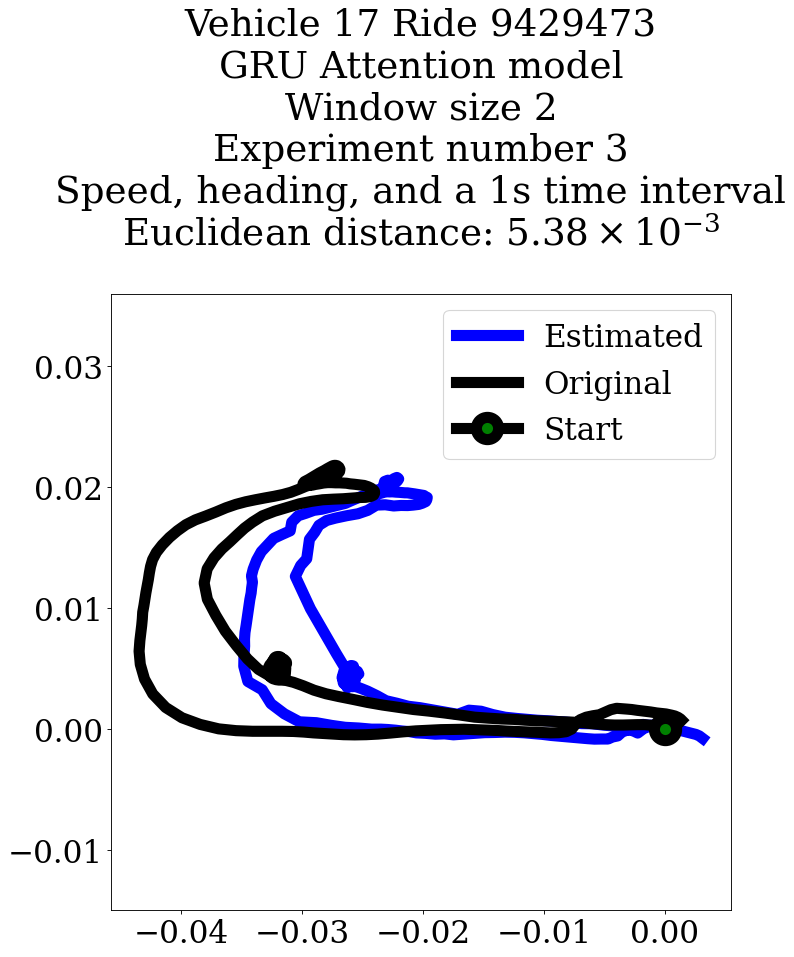 Vehicle 17 Ride 9429473
GRU Attention model
Window size 2
Experiment number 3
Speed, heading, and a 1s time interval
Euclidean distance: 5.38 × 10⁻³
Estimated
Original
Start
0.03
0.02
0.01
0.00
−0.01
−0.04 −0.03 −0.02 −0.01 0.00